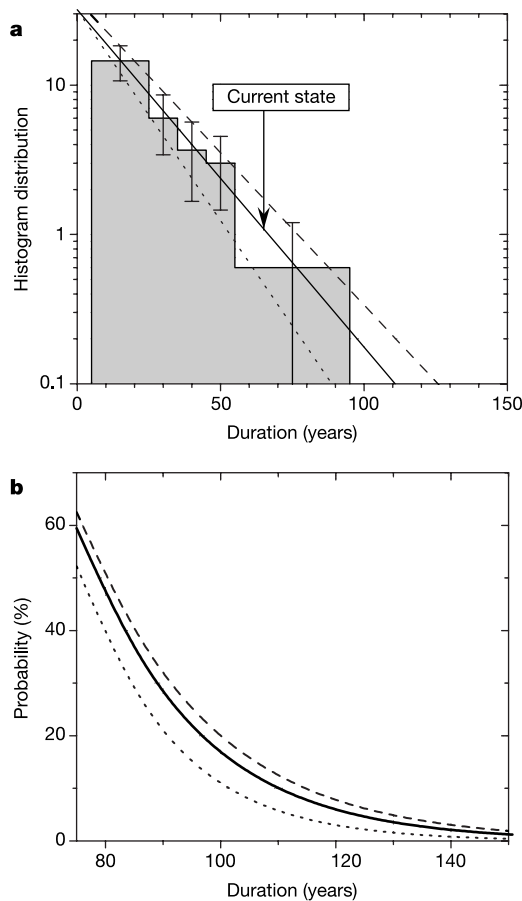 a
Histogram distribution
10
1
0.1
Current state
0
50
100
150
Duration (years)
b
Probability (%)
60
40
20
0
80
100
120
140
Duration (years)